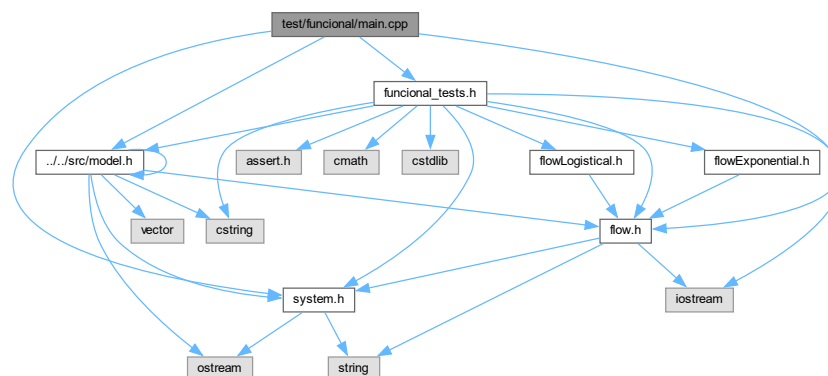 test/funcional/main.cpp
funcional_tests.h
../../src/model.h
assert.h
cmath
cstdlib
flowLogistical.h
flowExponential.h
vector
cstring
flow.h
system.h
iostream
ostream
string